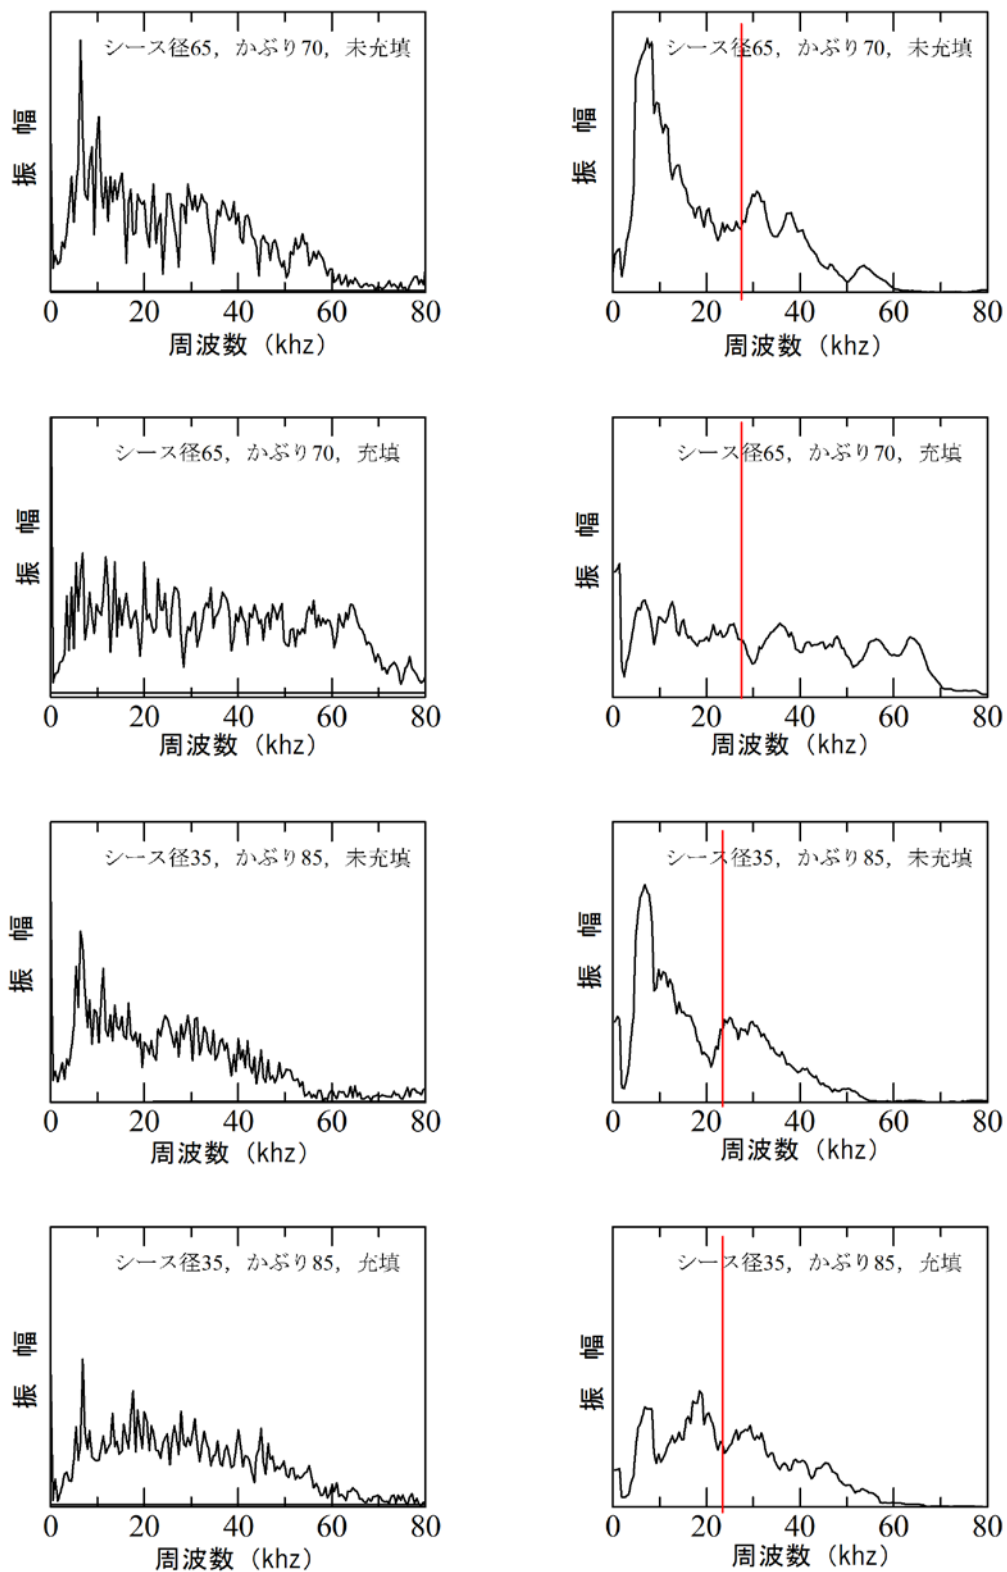 シース径65，かぶり70，未充填
振 幅
0 20 40 60 80
周波数（khz）
シース径65，かぶり70，未充填
振 幅
0 20 40 60 80
周波数（khz）
シース径65，かぶり70，充填
振 幅
0 20 40 60 80
周波数（khz）
シース径65，かぶり70，充填
振 幅
0 20 40 60 80
周波数（khz）
シース径35，かぶり85，未充填
振 幅
0 20 40 60 80
周波数（khz）
シース径35，かぶり85，未充填
振 幅
0 20 40 60 80
周波数（khz）
シース径35，かぶり85，充填
振 幅
0 20 40 60 80
周波数（khz）
シース径35，かぶり85，充填
振 幅
0 20 40 60 80
周波数（khz）